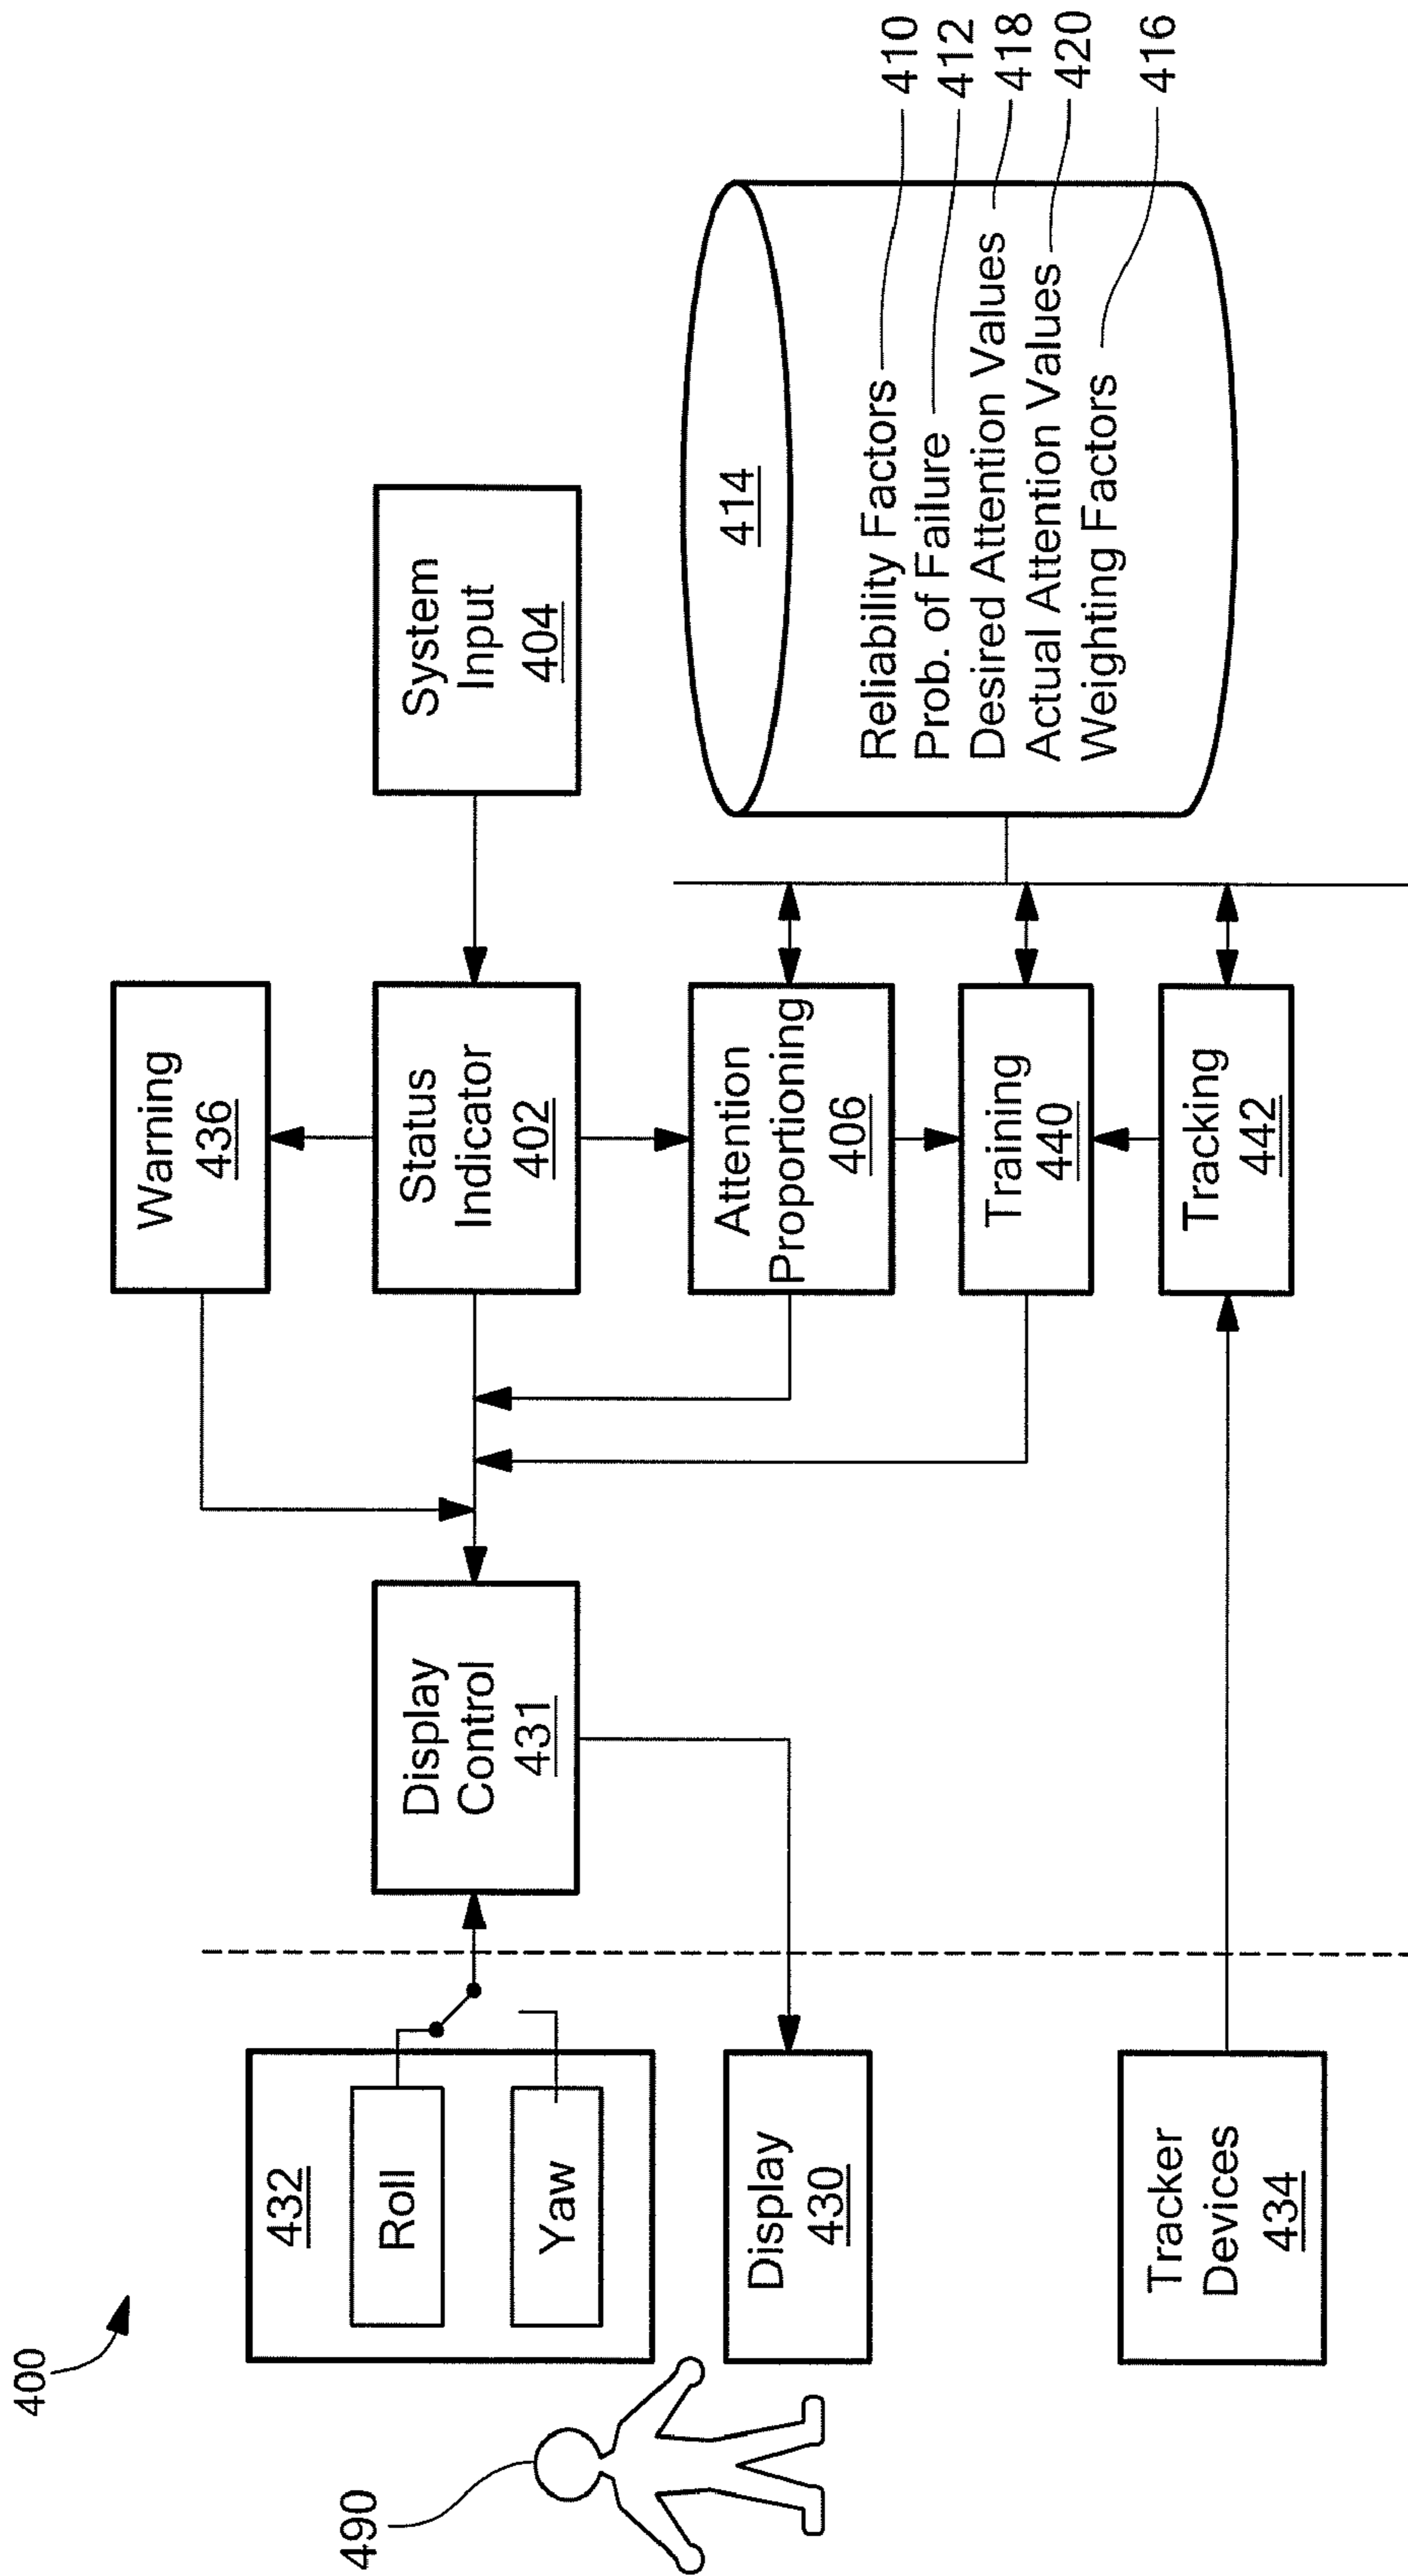 400
490
432
Roll
Yaw
Display
430
Tracker
Devices
434
Display
Control
431
Warning
436
Status
Indicator
402
Attention
Proportioning
406
Training
440
Tracking
442
System
Input
404
414
Reliability Factors
Prob. of Failure
Desired Attention Values
Actual Attention Values
Weighting Factors
410
412
418
420
416